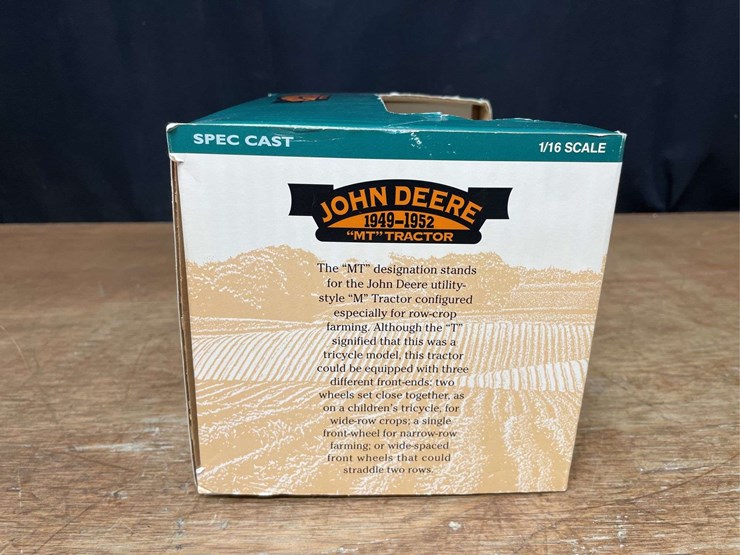 SPEC CAST
1/16 SCALE
JOHN DEERE
1949-1952
"MT" TRACTOR
The "MT" designation stands
for the John Deere utility-
style "M" Tractor configured
especially for row-crop
farming. Although the "T"
signified that this was a
tricycle model, this tractor
could be equipped with three
different front-ends: two
wheels set close together, as
on a children's tricycle, for
wide-row crops; a single
front-wheel for narrow-row
farming; or wide-spaced
front wheels that could
straddle two rows.